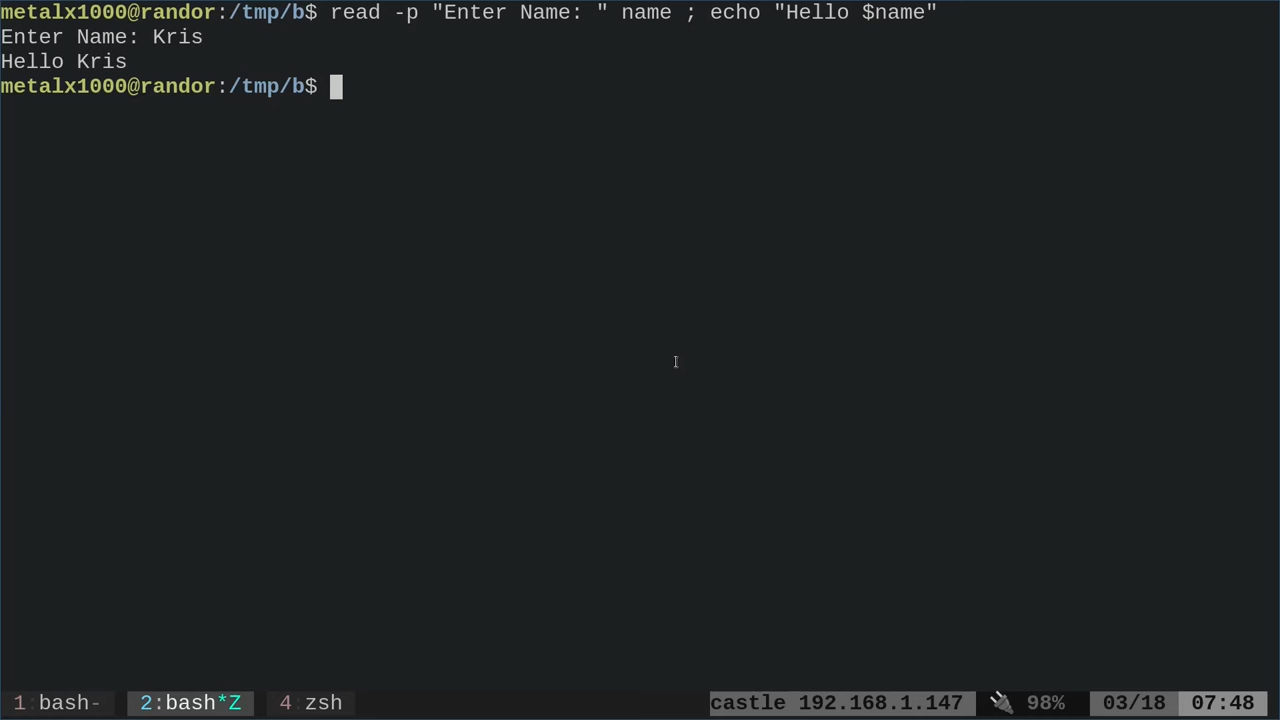 metalx1000@randor:/tmp/b$ read -p "Enter Name: " name ; echo "Hello $name"
Enter Name: Kris
Hello Kris
metalx1000@randor:/tmp/b$
1:bash- 2:bash*Z 4:zsh castle 192.168.1.147 98% 03/18 07:48